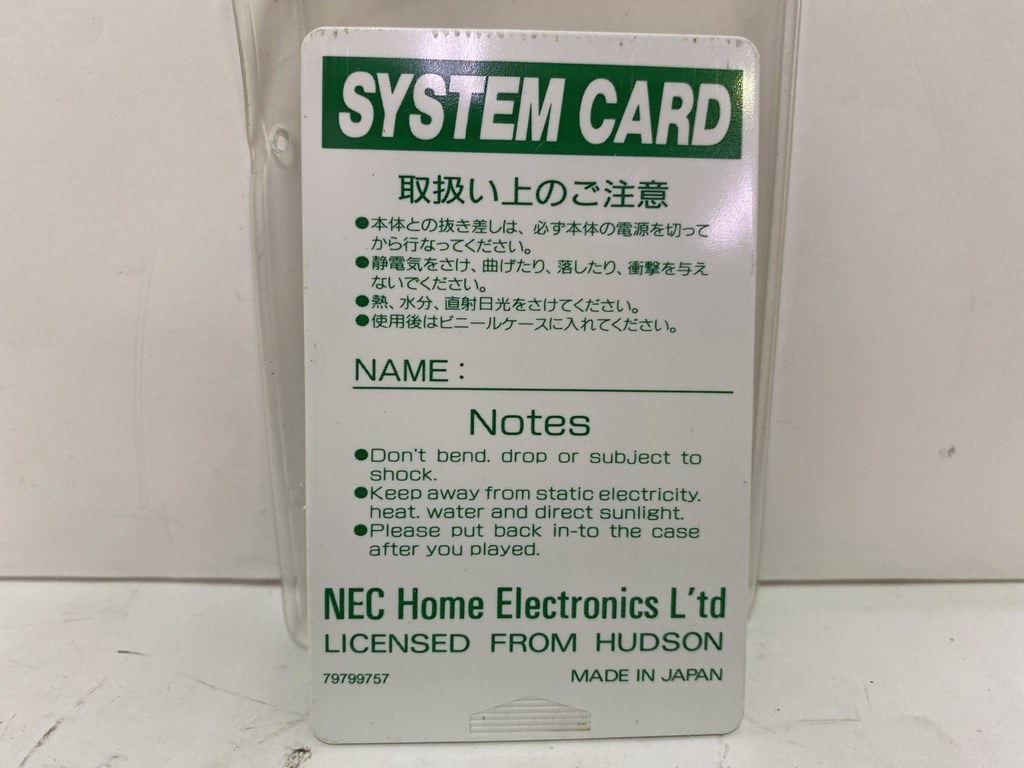 SYSTEM CARD
取扱い上のご注意
●本体との抜き差しは、必ず本体の電源を切って
から行なってください。
●静電気をさけ、曲げたり、落したり、衝撃を与え
ないでください。
●熱、水分、直射日光をさけてください。
●使用後はビニールケースに入れてください。
NAME：
Notes
●Don't bend. drop or subject to
shock.
●Keep away from static electricity.
heat. water and direct sunlight.
●Please put back in-to the case
after you played.
NEC Home Electronics L'td
LICENSED FROM HUDSON
79799757 MADE IN JAPAN